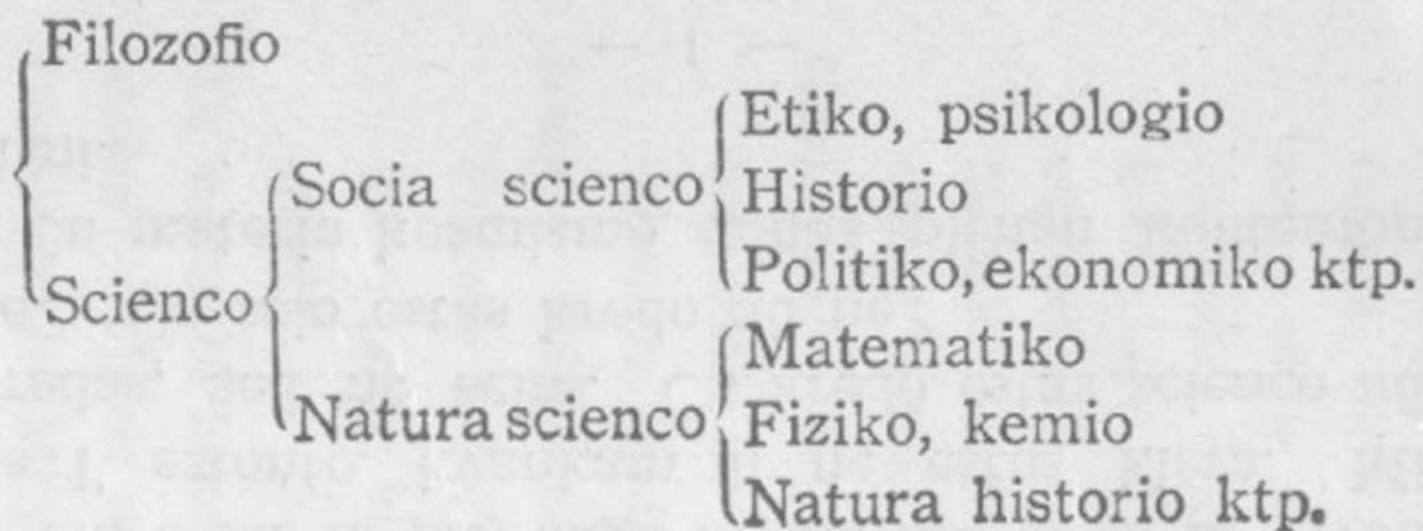 Filozofio
Etiko, psikologio
Socia scienco Historio
Politiko, ekonomiko ktp.
Scienco
Matematiko
Natura scienco Fiziko, kemio
Natura historio ktp.